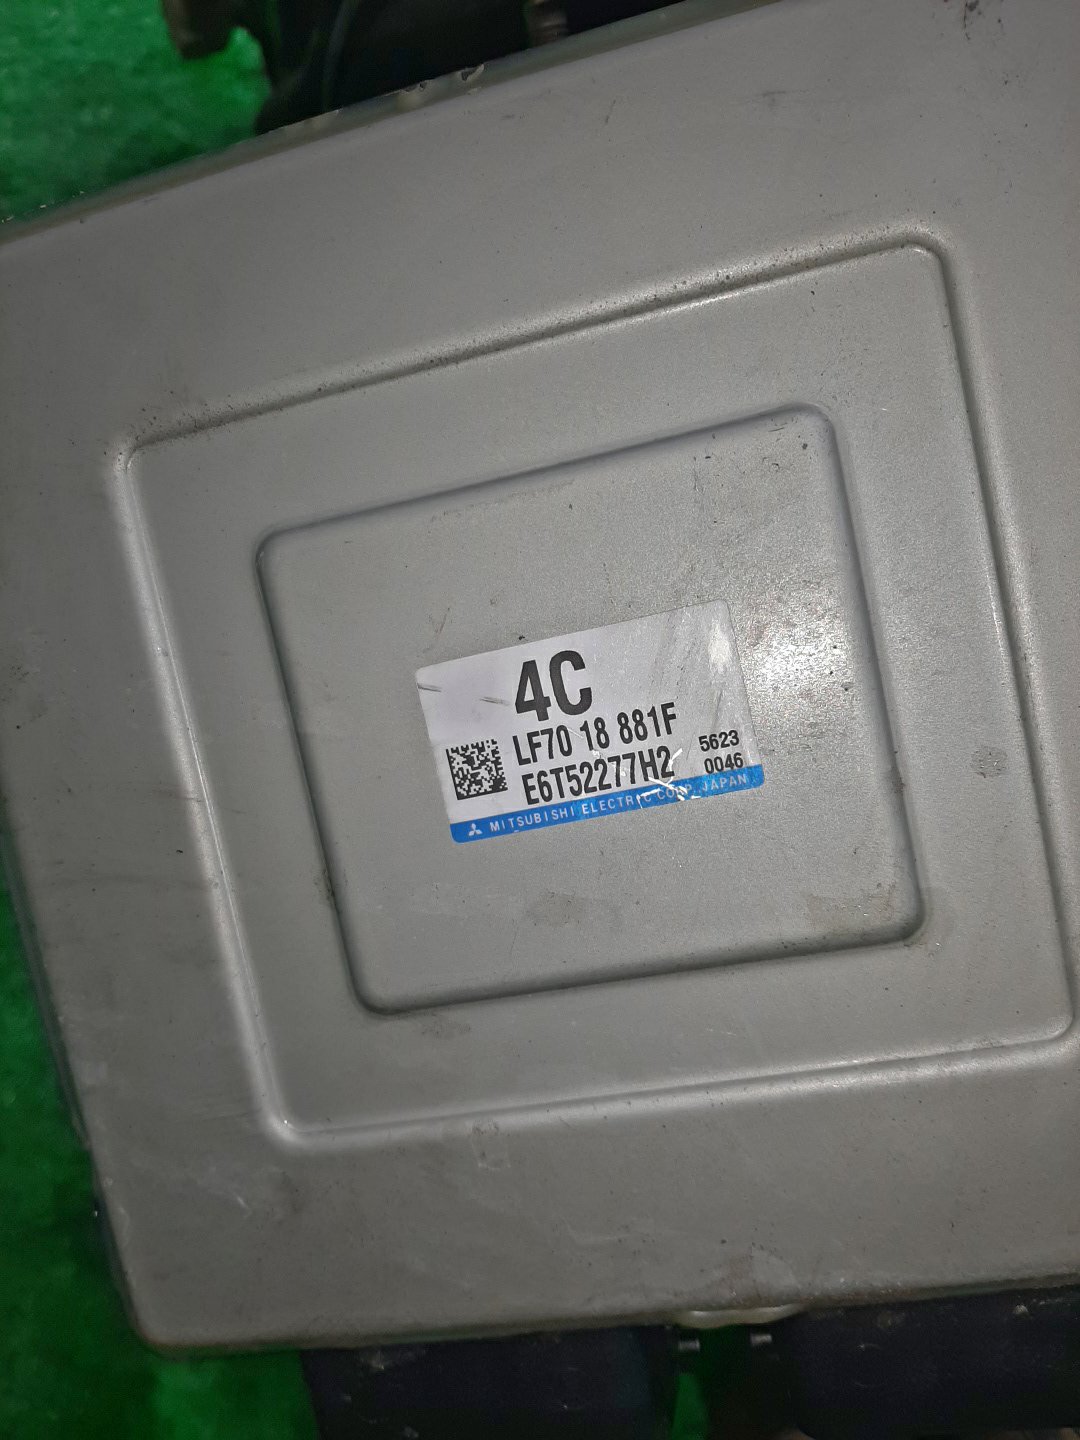 4C
LF70 18 881F
E6T52277H2
5623
0046
MITSUBISHI ELECTRIC CORP. JAPAN